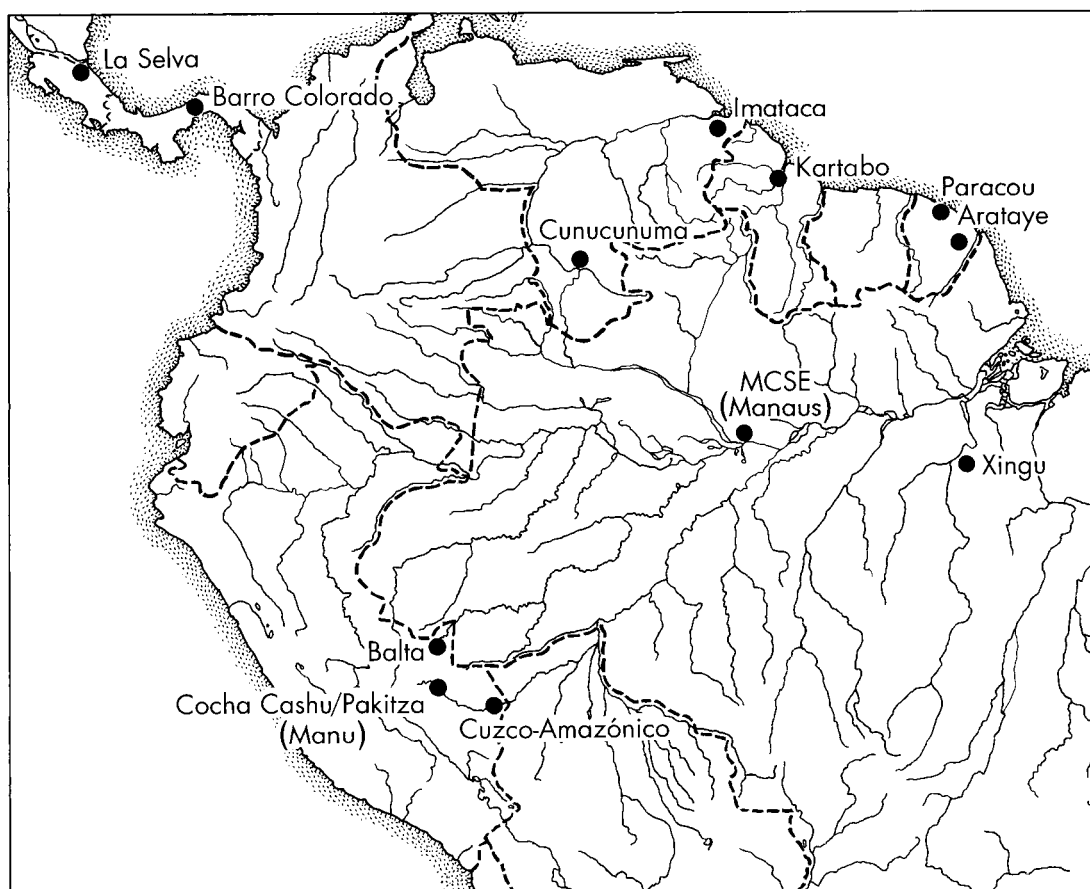 La Selva
Barro Colorado
Imataca
Kartabo
Paracou
Arataye
Cunucunuma
MCSE
(Manaus)
Xingu
Balta
Cocha Cashu/Pakitza
(Manu)
Cuzco-Amazónico